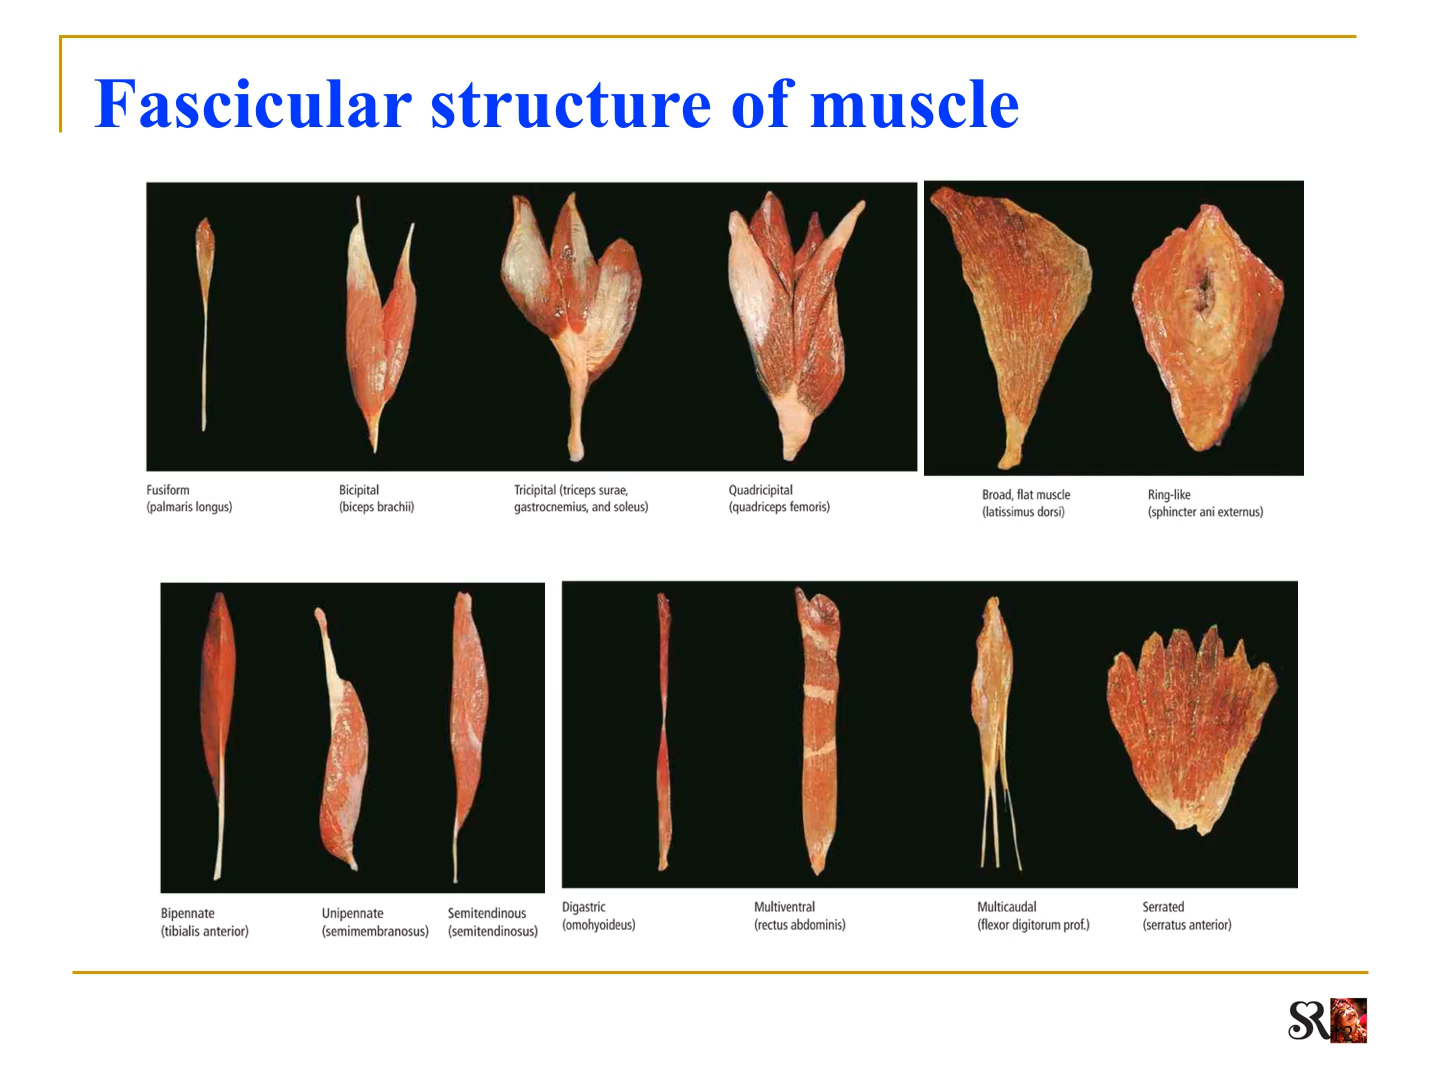 Fascicular structure of muscle
Fusiform
(palmaris longus)
Bicipital
(biceps brachii)
Tricipital (triceps surae,
gastrocnemius, and soleus)
Quadricipital
(quadriceps femoris)
Broad, flat muscle
(latissimus dorsi)
Ring-like
(sphincter ani externus)
Bipennate
(tibialis anterior)
Unipennate
(semimembranosus)
Semitendinous
(semitendinosus)
Digastric
(omohyoideus)
Multiventral
(rectus abdominis)
Multicaudal
(flexor digitorum prof.)
Serrated
(serratus anterior)
SR